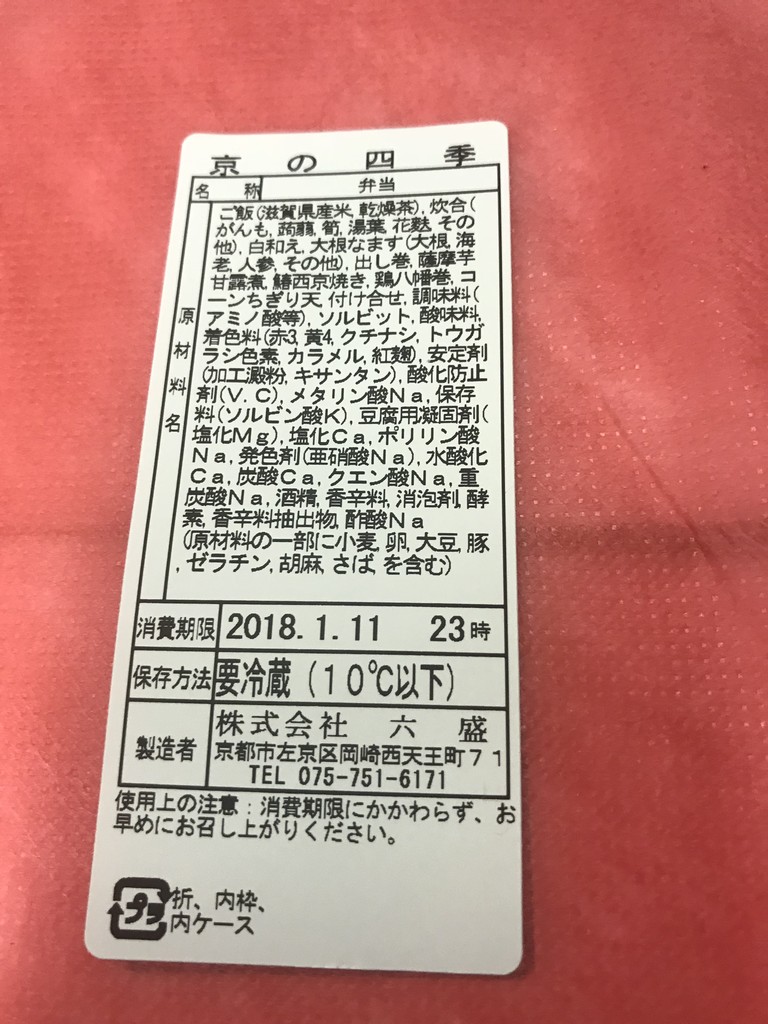 京の四季
名称 弁当
原材料名
ご飯(滋賀県産米, 乾燥茶), 炊合(
がんも, 蒟蒻, 筍, 湯葉, 花麩, その
他), 白和え, 大根なます(大根, 海
老, 人参, その他), 出し巻, 薩摩芋
甘露煮, 鰆西京焼き, 鶏八幡巻, コ
ーンちぎり天, 付け合せ, 調味料(
アミノ酸等), ソルビット, 酸味料,
着色料(赤3, 黄4, クチナシ, トウガ
ラシ色素, カラメル, 紅麹), 安定剤
(加工澱粉, キサンタン), 酸化防止
剤(V.C), メタリン酸Na, 保存
料(ソルビン酸K), 豆腐用凝固剤(
塩化Mg), 塩化Ca, ポリリン酸
Na, 発色剤(亜硝酸Na), 水酸化
Ca, 炭酸Ca, クエン酸Na, 重
炭酸Na, 酒精, 香辛料, 消泡剤, 酵
素, 香辛料抽出物, 酢酸Na
(原材料の一部に小麦, 卵, 大豆, 豚
, ゼラチン, 胡麻, さば, を含む)
消費期限 2018.1.11 23時
保存方法 要冷蔵(10℃以下)
製造者 株式会社 六 盛
京都市左京区岡崎西天王町71
TEL 075-751-6171
使用上の注意:消費期限にかかわらず、お
早めにお召し上がりください。
プラ 折、内枠、
内ケース